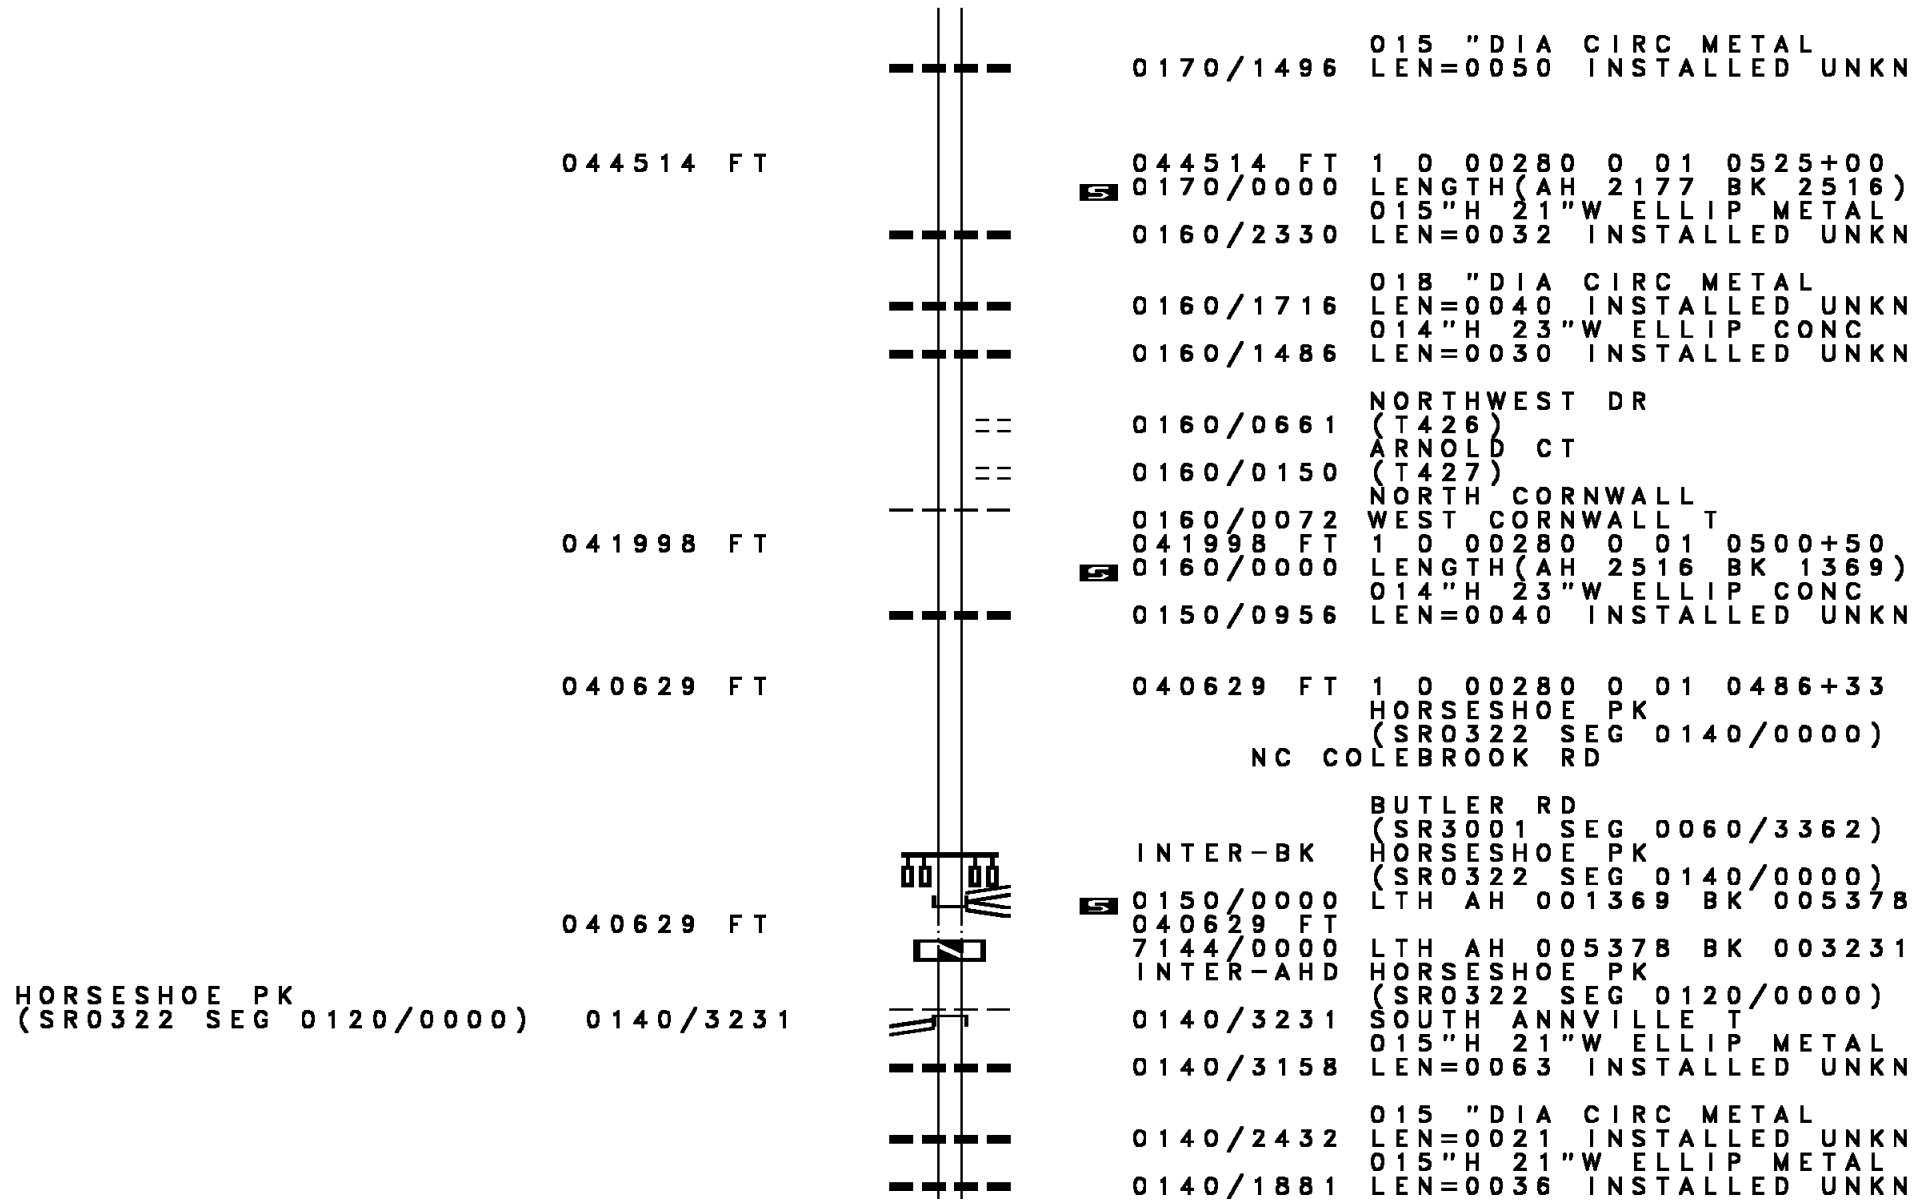 015 "DIA CIRC METAL
0170/1496 LEN=0050 INSTALLED UNKN
044514 FT 044514 FT 1 0 00280 0 01 0525+00
S 0170/0000 LENGTH(AH 2177 BK 2516)
015"H 21"W ELLIP METAL
0160/2330 LEN=0032 INSTALLED UNKN
018 "DIA CIRC METAL
0160/1716 LEN=0040 INSTALLED UNKN
014"H 23"W ELLIP CONC
0160/1486 LEN=0030 INSTALLED UNKN
NORTHWEST DR
0160/0661 (T426)
ARNOLD CT
0160/0150 (T427)
NORTH CORNWALL
0160/0072 WEST CORNWALL T
041998 FT 041998 FT 1 0 00280 0 01 0500+50
S 0160/0000 LENGTH(AH 2516 BK 1369)
014"H 23"W ELLIP CONC
0150/0956 LEN=0040 INSTALLED UNKN
040629 FT 040629 FT 1 0 00280 0 01 0486+33
HORSESHOE PK
(SR0322 SEG 0140/0000)
NC COLEBROOK RD
BUTLER RD
(SR3001 SEG 0060/3362)
INTER-BK HORSESHOE PK
(SR0322 SEG 0140/0000)
S 0150/0000 LTH AH 001369 BK 005378
040629 FT 040629 FT
7144/0000 LTH AH 005378 BK 003231
INTER-AHD HORSESHOE PK
HORSESHOE PK (SR0322 SEG 0120/0000)
(SR0322 SEG 0120/0000) 0140/3231 0140/3231 SOUTH ANNVILLE T
015"H 21"W ELLIP METAL
0140/3158 LEN=0063 INSTALLED UNKN
015 "DIA CIRC METAL
0140/2432 LEN=0021 INSTALLED UNKN
015"H 21"W ELLIP METAL
0140/1881 LEN=0036 INSTALLED UNKN